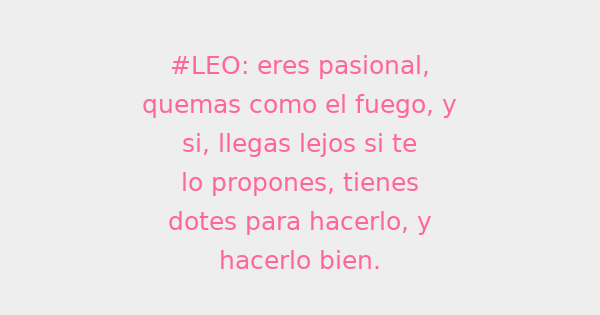 #LEO: eres pasional,
quemas como el fuego, y
si, llegas lejos si te
lo propones, tienes
dotes para hacerlo, y
hacerlo bien.